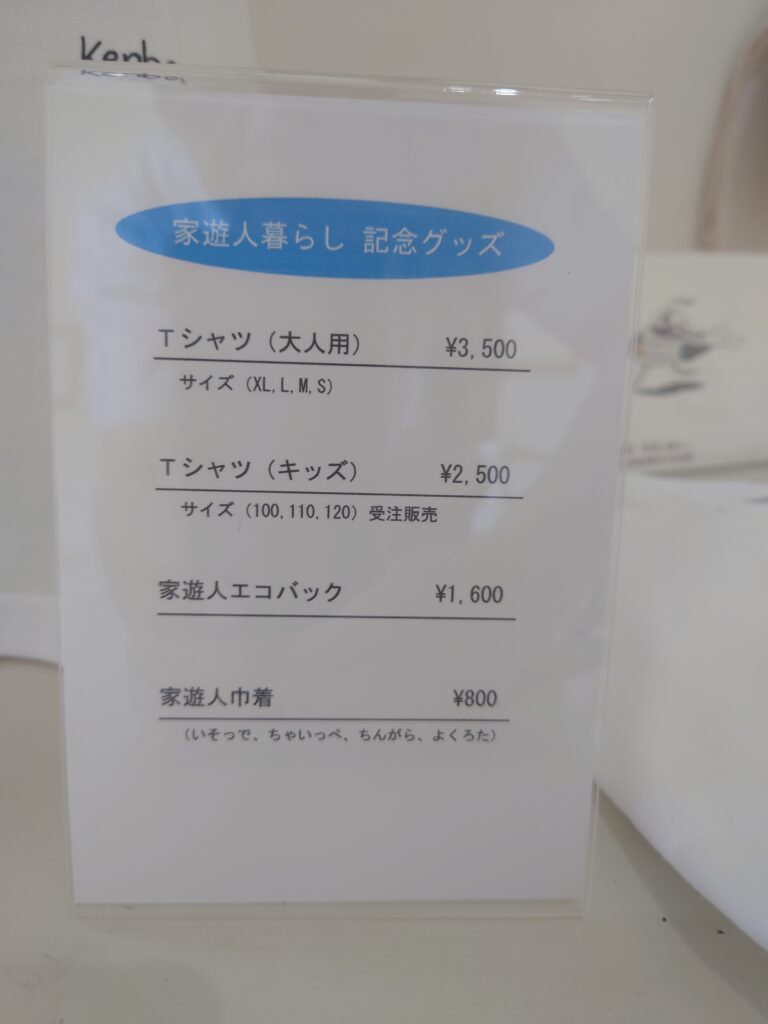 家遊人暮らし 記念グッズ
Tシャツ（大人用） ¥3,500
サイズ（XL,L,M,S）
Tシャツ（キッズ） ¥2,500
サイズ（100,110,120）受注販売
家遊人エコバック ¥1,600
家遊人巾着 ¥800
（いそっで、ちゃいっぺ、ちんがら、よくろた）